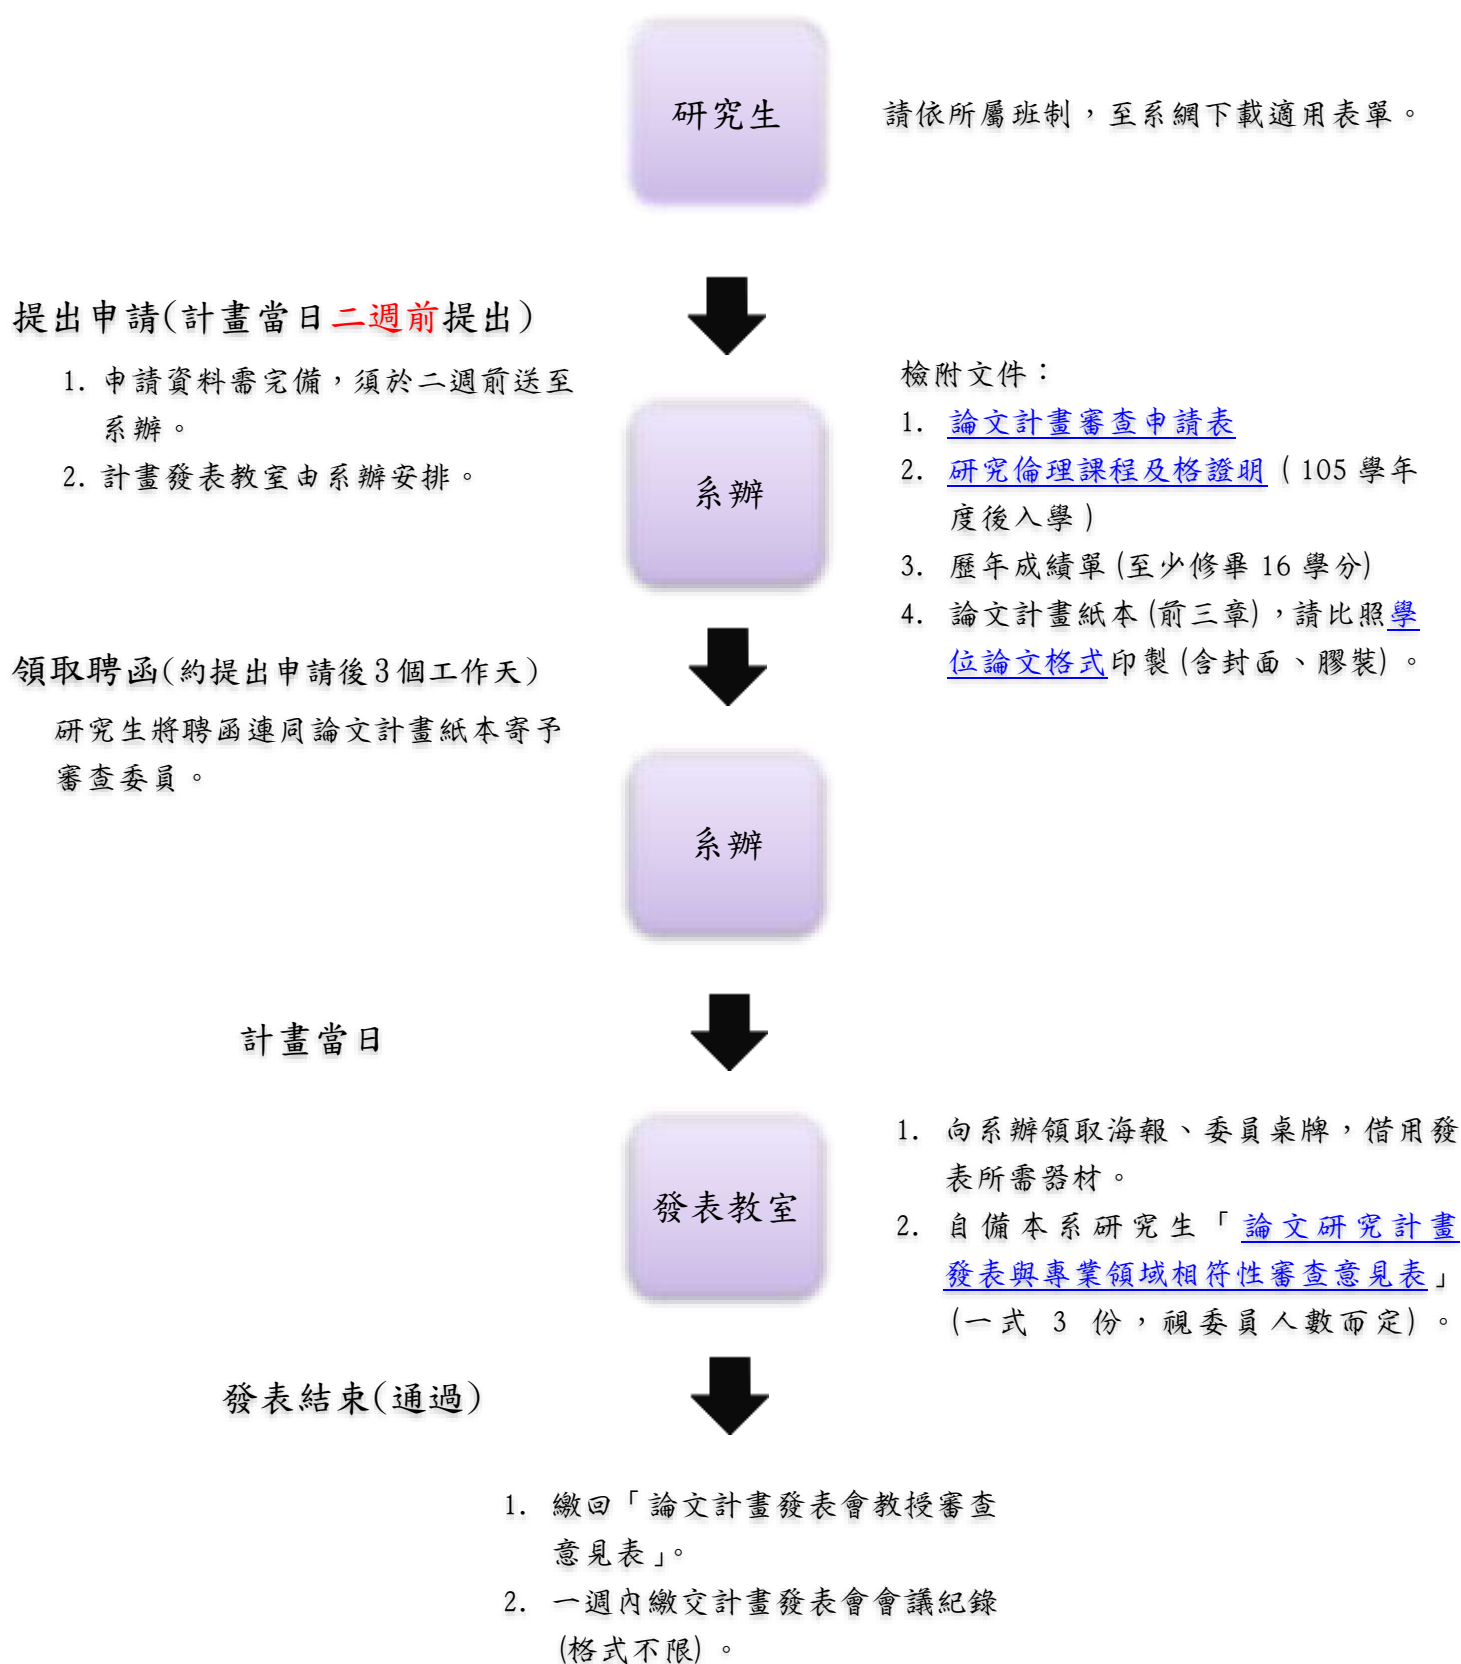 研究生
請依所屬班制，至系網下載適用表單。
提出申請(計畫當日二週前提出)
1. 申請資料需完備，須於二週前送至
系辦。
2. 計畫發表教室由系辦安排。
系辦
檢附文件：
1. 論文計畫審查申請表
2. 研究倫理課程及格證明(105 學年
度後入學)
3. 歷年成績單(至少修畢 16 學分)
4. 論文計畫紙本(前三章)，請比照學
位論文格式印製(含封面、膠裝)。
領取聘函(約提出申請後3個工作天)
研究生將聘函連同論文計畫紙本寄予
審查委員。
系辦
計畫當日
發表教室
1. 向系辦領取海報、委員桌牌，借用發
表所需器材。
2. 自備本系研究生「論文研究計畫
發表與專業領域相符性審查意見表」
(一式 3 份，視委員人數而定)。
發表結束(通過)
1. 繳回「論文計畫發表會教授審查
意見表」。
2. 一週內繳交計畫發表會會議紀錄
(格式不限)。